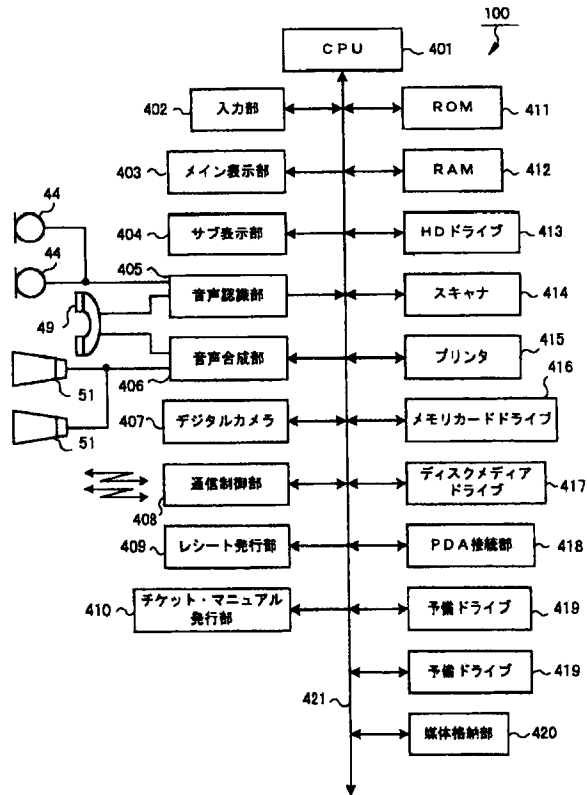 100
CPU
401
402
入力部
ROM
411
403
メイン表示部
RAM
412
44
404
サブ表示部
HDドライブ
413
44
405
音声認識部
スキャナ
414
49
音声合成部
406
プリンタ
415
416
51
51
407
デジタルカメラ
メモリカードドライブ
通信制御部
408
ディスクメディア
ドライブ
417
409
レシート発行部
PDA接続部
418
410
チケット・マニュアル
発行部
予備ドライブ
419
予備ドライブ
419
421
媒体格納部
420